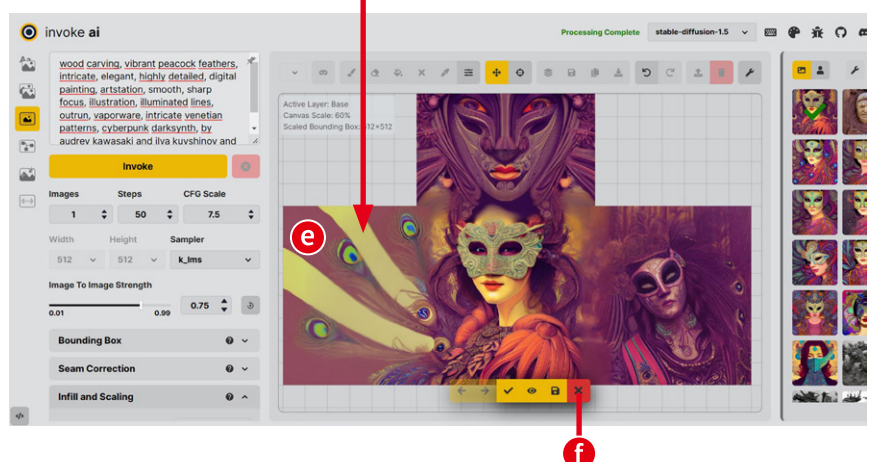 invoke ai
Processing Complete
stable-diffusion-1.5
wood carving, vibrant peacock feathers,
intricate, elegant, highly detailed, digital
painting, artstation, smooth, sharp
focus, illustration, illuminated lines,
outrun, vaporware, intricate venetian
patterns, cyberpunk darksynth, by
audrey kawasaki and ilya kuvshinov and
Invoke
Images Steps CFG Scale
1 50 7.5
Width Height Sampler
512 512 k_lms
Image To Image Strength
0.01 0.99 0.75
Bounding Box
Seam Correction
Infill and Scaling
</>
Active Layer: Base
Canvas Scale: 60%
Scaled Bounding Box: 512×512
e
f